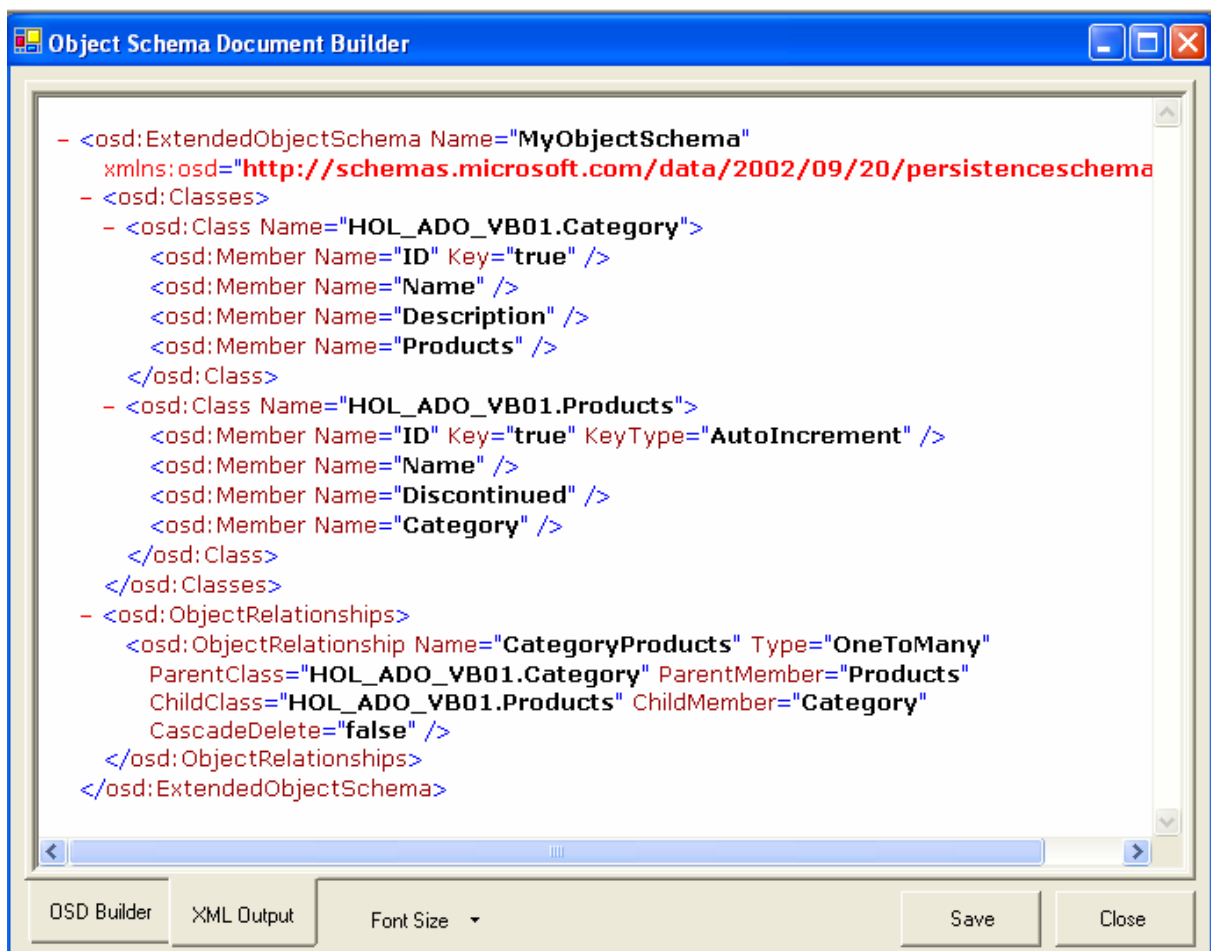 Object Schema Document Builder
- <osd:ExtendedObjectSchema Name="MyObjectSchema"
xmlns:osd="http://schemas.microsoft.com/data/2002/09/20/persistenceschema
- <osd:Classes>
- <osd:Class Name="HOL_ADO_VB01.Category">
<osd:Member Name="ID" Key="true" />
<osd:Member Name="Name" />
<osd:Member Name="Description" />
<osd:Member Name="Products" />
</osd:Class>
- <osd:Class Name="HOL_ADO_VB01.Products">
<osd:Member Name="ID" Key="true" KeyType="AutoIncrement" />
<osd:Member Name="Name" />
<osd:Member Name="Discontinued" />
<osd:Member Name="Category" />
</osd:Class>
</osd:Classes>
- <osd:ObjectRelationships>
<osd:ObjectRelationship Name="CategoryProducts" Type="OneToMany"
ParentClass="HOL_ADO_VB01.Category" ParentMember="Products"
ChildClass="HOL_ADO_VB01.Products" ChildMember="Category"
CascadeDelete="false" />
</osd:ObjectRelationships>
</osd:ExtendedObjectSchema>
OSD Builder XML Output Font Size Save Close